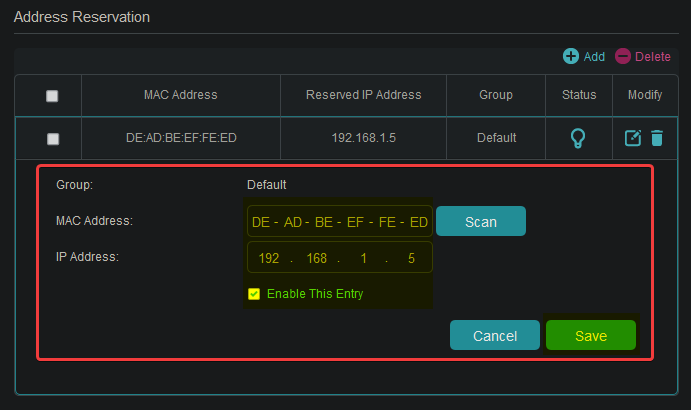 Address Reservation
Add Delete
MAC Address Reserved IP Address Group Status Modify
DE:AD:BE:EF:FE:ED 192.168.1.5 Default
Group: Default
MAC Address: DE - AD - BE - EF - FE - ED Scan
IP Address: 192 . 168 . 1 . 5
Enable This Entry
Cancel Save